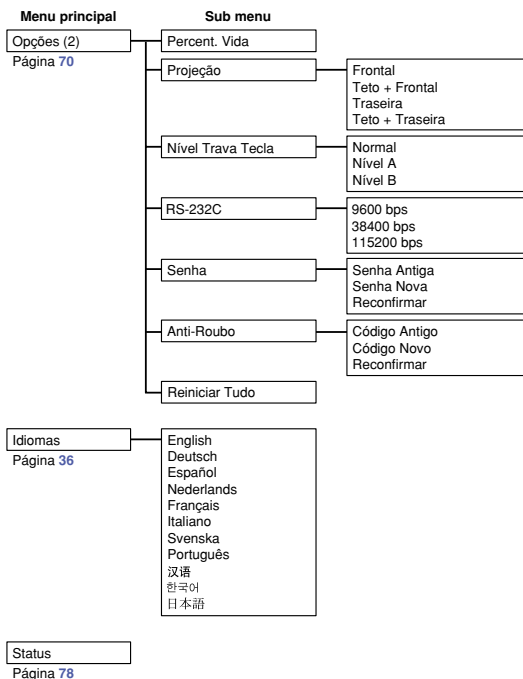 Menu principal
Sub menu
Opções (2)
Página 70
Percent. Vida
Projeção
Frontal
Teto + Frontal
Traseira
Teto + Traseira
Nível Trava Tecla
Normal
Nível A
Nível B
RS-232C
9600 bps
38400 bps
115200 bps
Senha
Senha Antiga
Senha Nova
Reconfirmar
Anti-Roubo
Código Antigo
Código Novo
Reconfirmar
Reiniciar Tudo
Idiomas
Página 36
English
Deutsch
Español
Nederlands
Français
Italiano
Svenska
Português
汉语
한국어
日本語
Status
Página 78